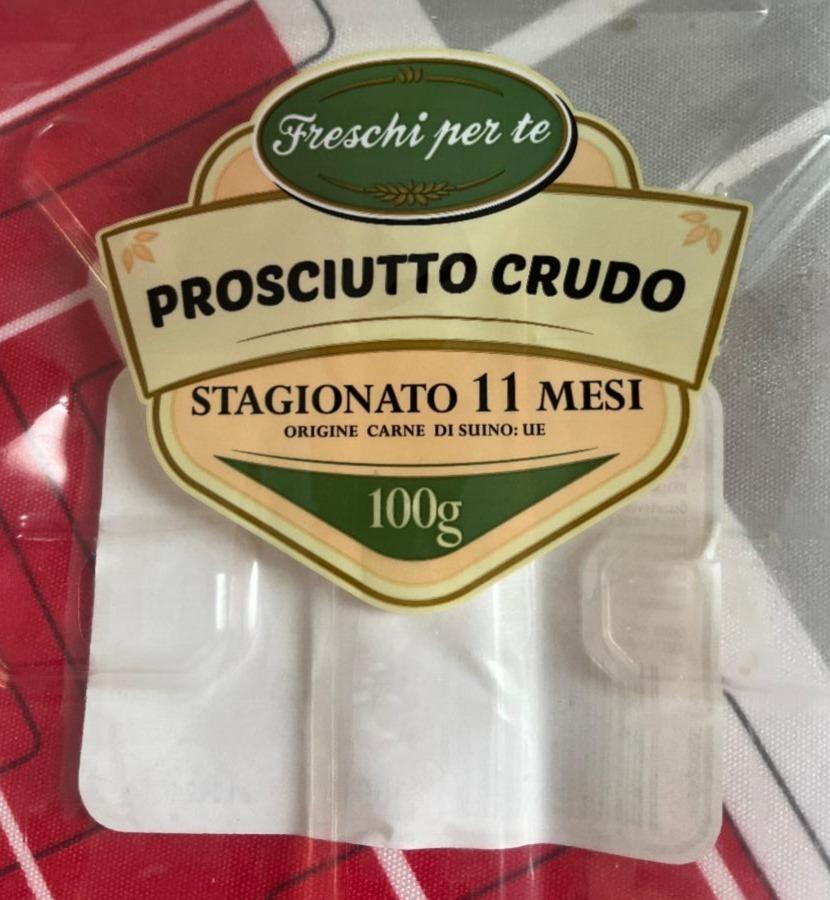 Freschi per te
PROSCIUTTO CRUDO
STAGIONATO 11 MESI
ORIGINE CARNE DI SUINO: UE
100g